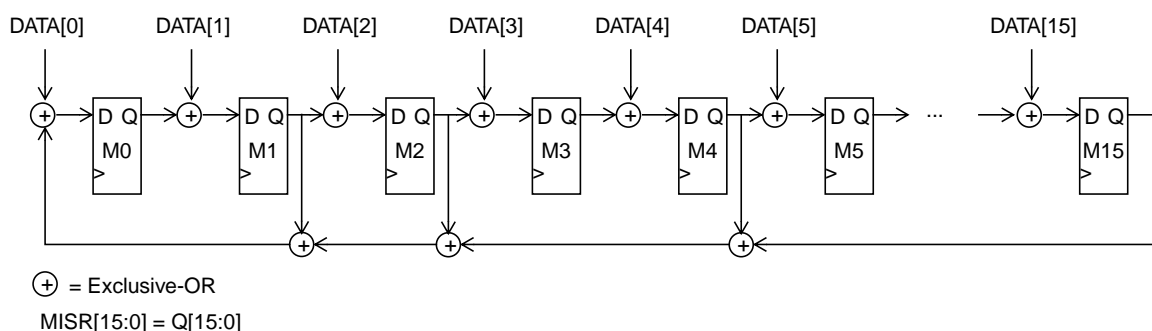 DATA[0] DATA[1] DATA[2] DATA[3] DATA[4] DATA[5] DATA[15]
+ D Q + D Q + D Q + D Q + D Q + D Q ... + D Q
M0 M1 M2 M3 M4 M5 M15
> > > > > > >
+ + +
+ = Exclusive-OR
MISR[15:0] = Q[15:0]